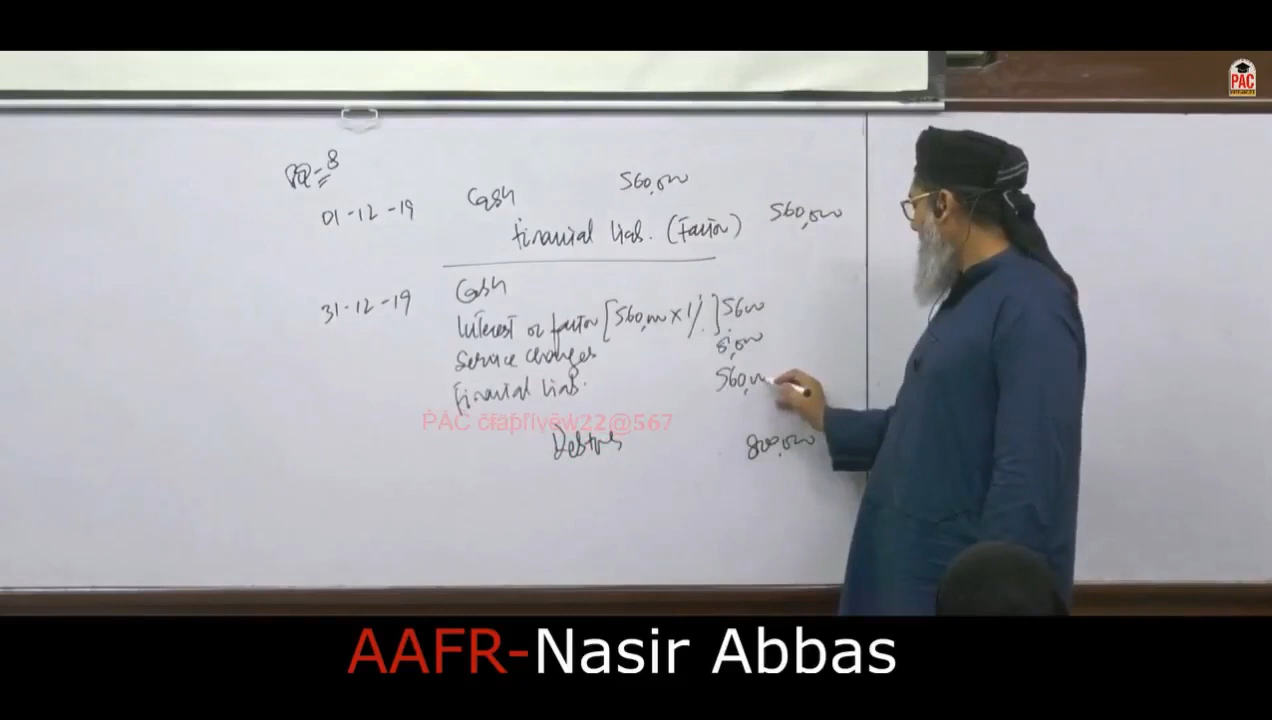 PAC
PQ-8
01-12-19 Cash 560,000
Financial Liab. (Factor) 560,000
31-12-19 Cash
Interest of factor [560,000 x 1%] 5600
Service charges 8,000
Financial Liab. 560,000
Debtors 800,000
AAFR-Nasir Abbas